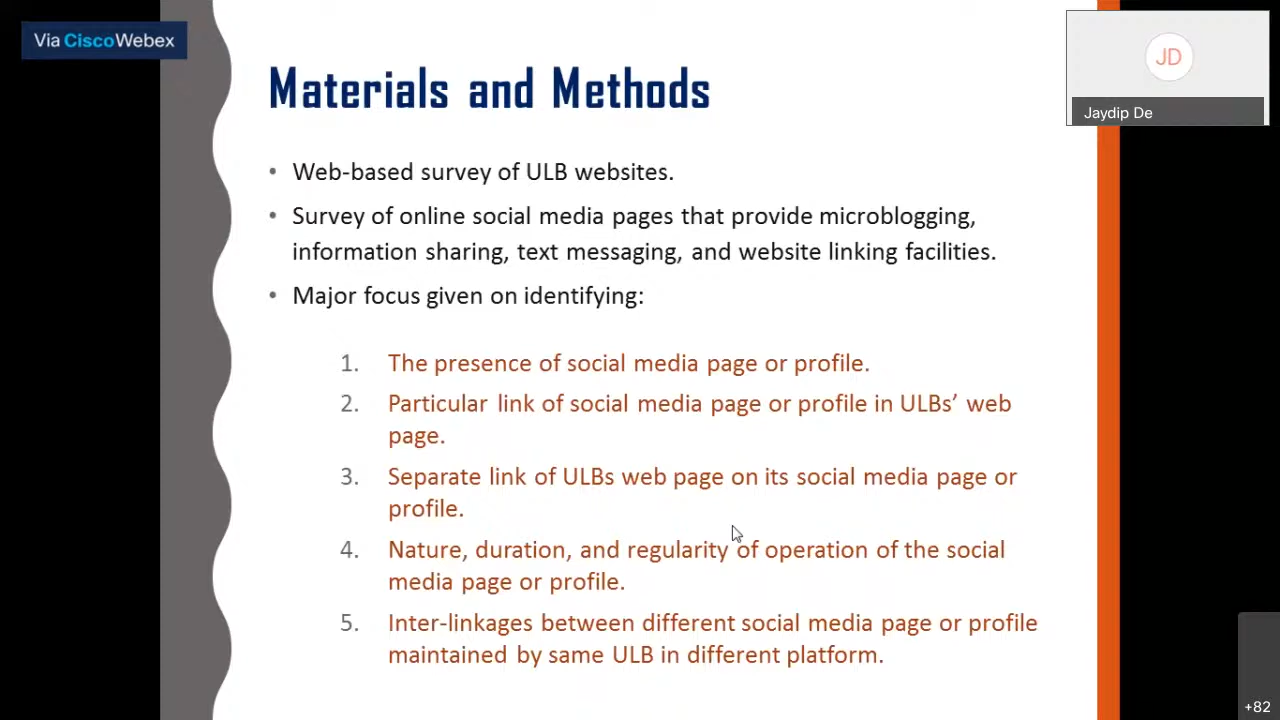 Via CiscoWebex
JD
Jaydip De
Materials and Methods
• Web-based survey of ULB websites.
• Survey of online social media pages that provide microblogging,
information sharing, text messaging, and website linking facilities.
• Major focus given on identifying:
1. The presence of social media page or profile.
2. Particular link of social media page or profile in ULBs’ web
page.
3. Separate link of ULBs web page on its social media page or
profile.
4. Nature, duration, and regularity of operation of the social
media page or profile.
5. Inter-linkages between different social media page or profile
maintained by same ULB in different platform.
+82